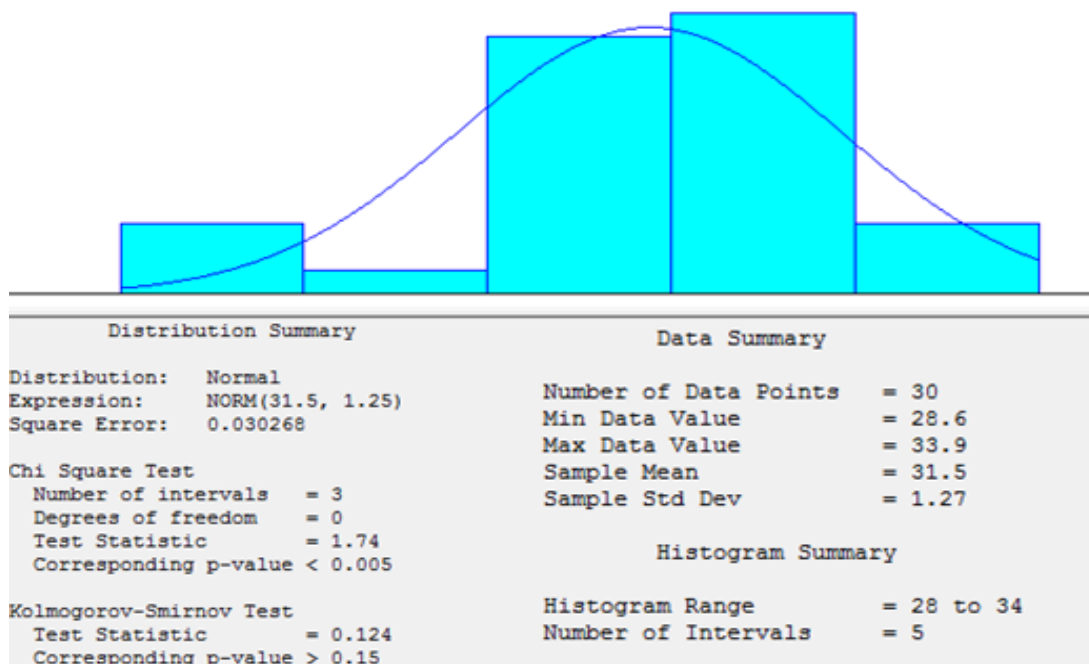 Distribution Summary
Distribution: Normal
Expression: NORM(31.5, 1.25)
Square Error: 0.030268
Chi Square Test
Number of intervals = 3
Degrees of freedom = 0
Test Statistic = 1.74
Corresponding p-value < 0.005
Kolmogorov-Smirnov Test
Test Statistic = 0.124
Corresponding p-value > 0.15
Data Summary
Number of Data Points = 30
Min Data Value = 28.6
Max Data Value = 33.9
Sample Mean = 31.5
Sample Std Dev = 1.27
Histogram Summary
Histogram Range = 28 to 34
Number of Intervals = 5